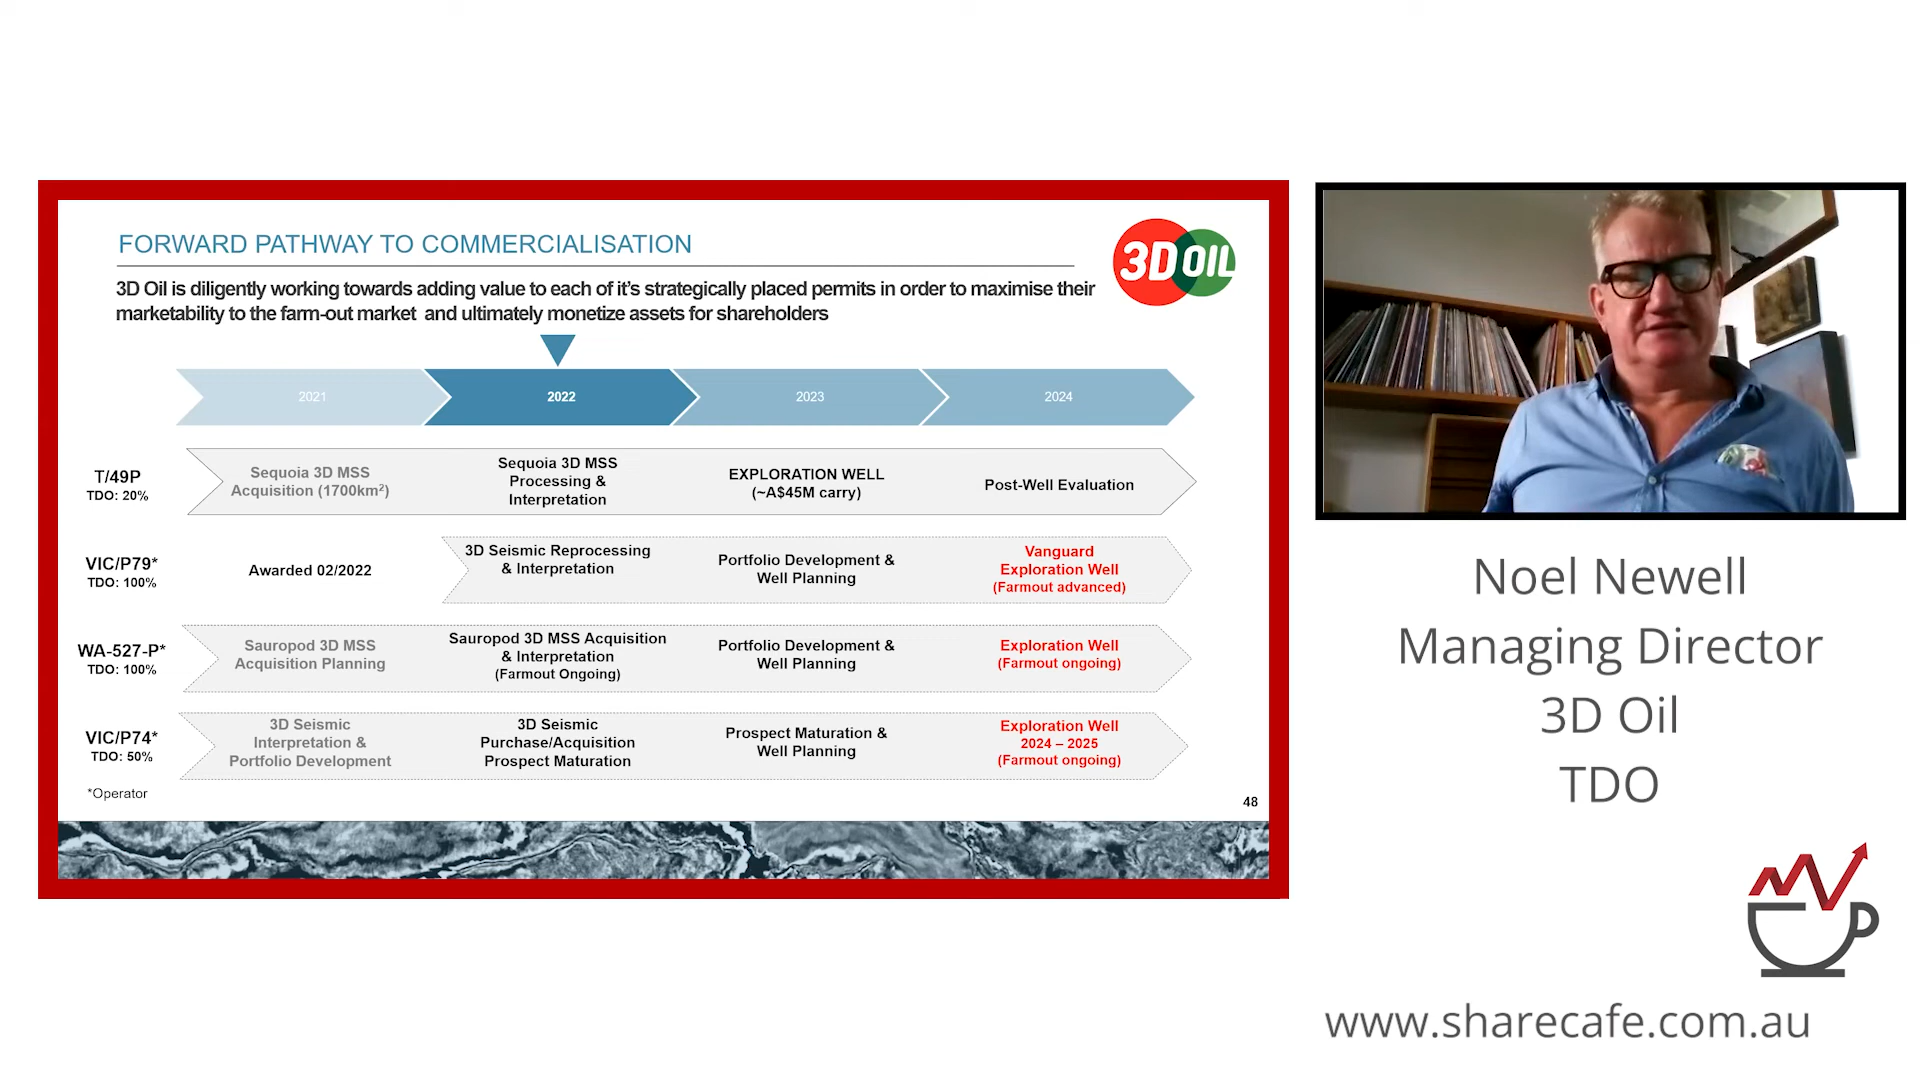 FORWARD PATHWAY TO COMMERCIALISATION
3D OIL
3D Oil is diligently working towards adding value to each of it's strategically placed permits in order to maximise their
marketability to the farm-out market and ultimately monetize assets for shareholders
2021
2022
2023
2024
T/49P
TDO: 20%
Sequoia 3D MSS
Acquisition (1700km²)
Sequoia 3D MSS
Processing &
Interpretation
EXPLORATION WELL
(~A$45M carry)
Post-Well Evaluation
VIC/P79*
TDO: 100%
Awarded 02/2022
3D Seismic Reprocessing
& Interpretation
Portfolio Development &
Well Planning
Vanguard
Exploration Well
(Farmout advanced)
WA-527-P*
TDO: 100%
Sauropod 3D MSS
Acquisition Planning
Sauropod 3D MSS Acquisition
& Interpretation
(Farmout Ongoing)
Portfolio Development &
Well Planning
Exploration Well
(Farmout ongoing)
VIC/P74*
TDO: 50%
3D Seismic
Interpretation &
Portfolio Development
3D Seismic
Purchase/Acquisition
Prospect Maturation
Prospect Maturation &
Well Planning
Exploration Well
2024 – 2025
(Farmout ongoing)
*Operator
48
Noel Newell
Managing Director
3D Oil
TDO
www.sharecafe.com.au